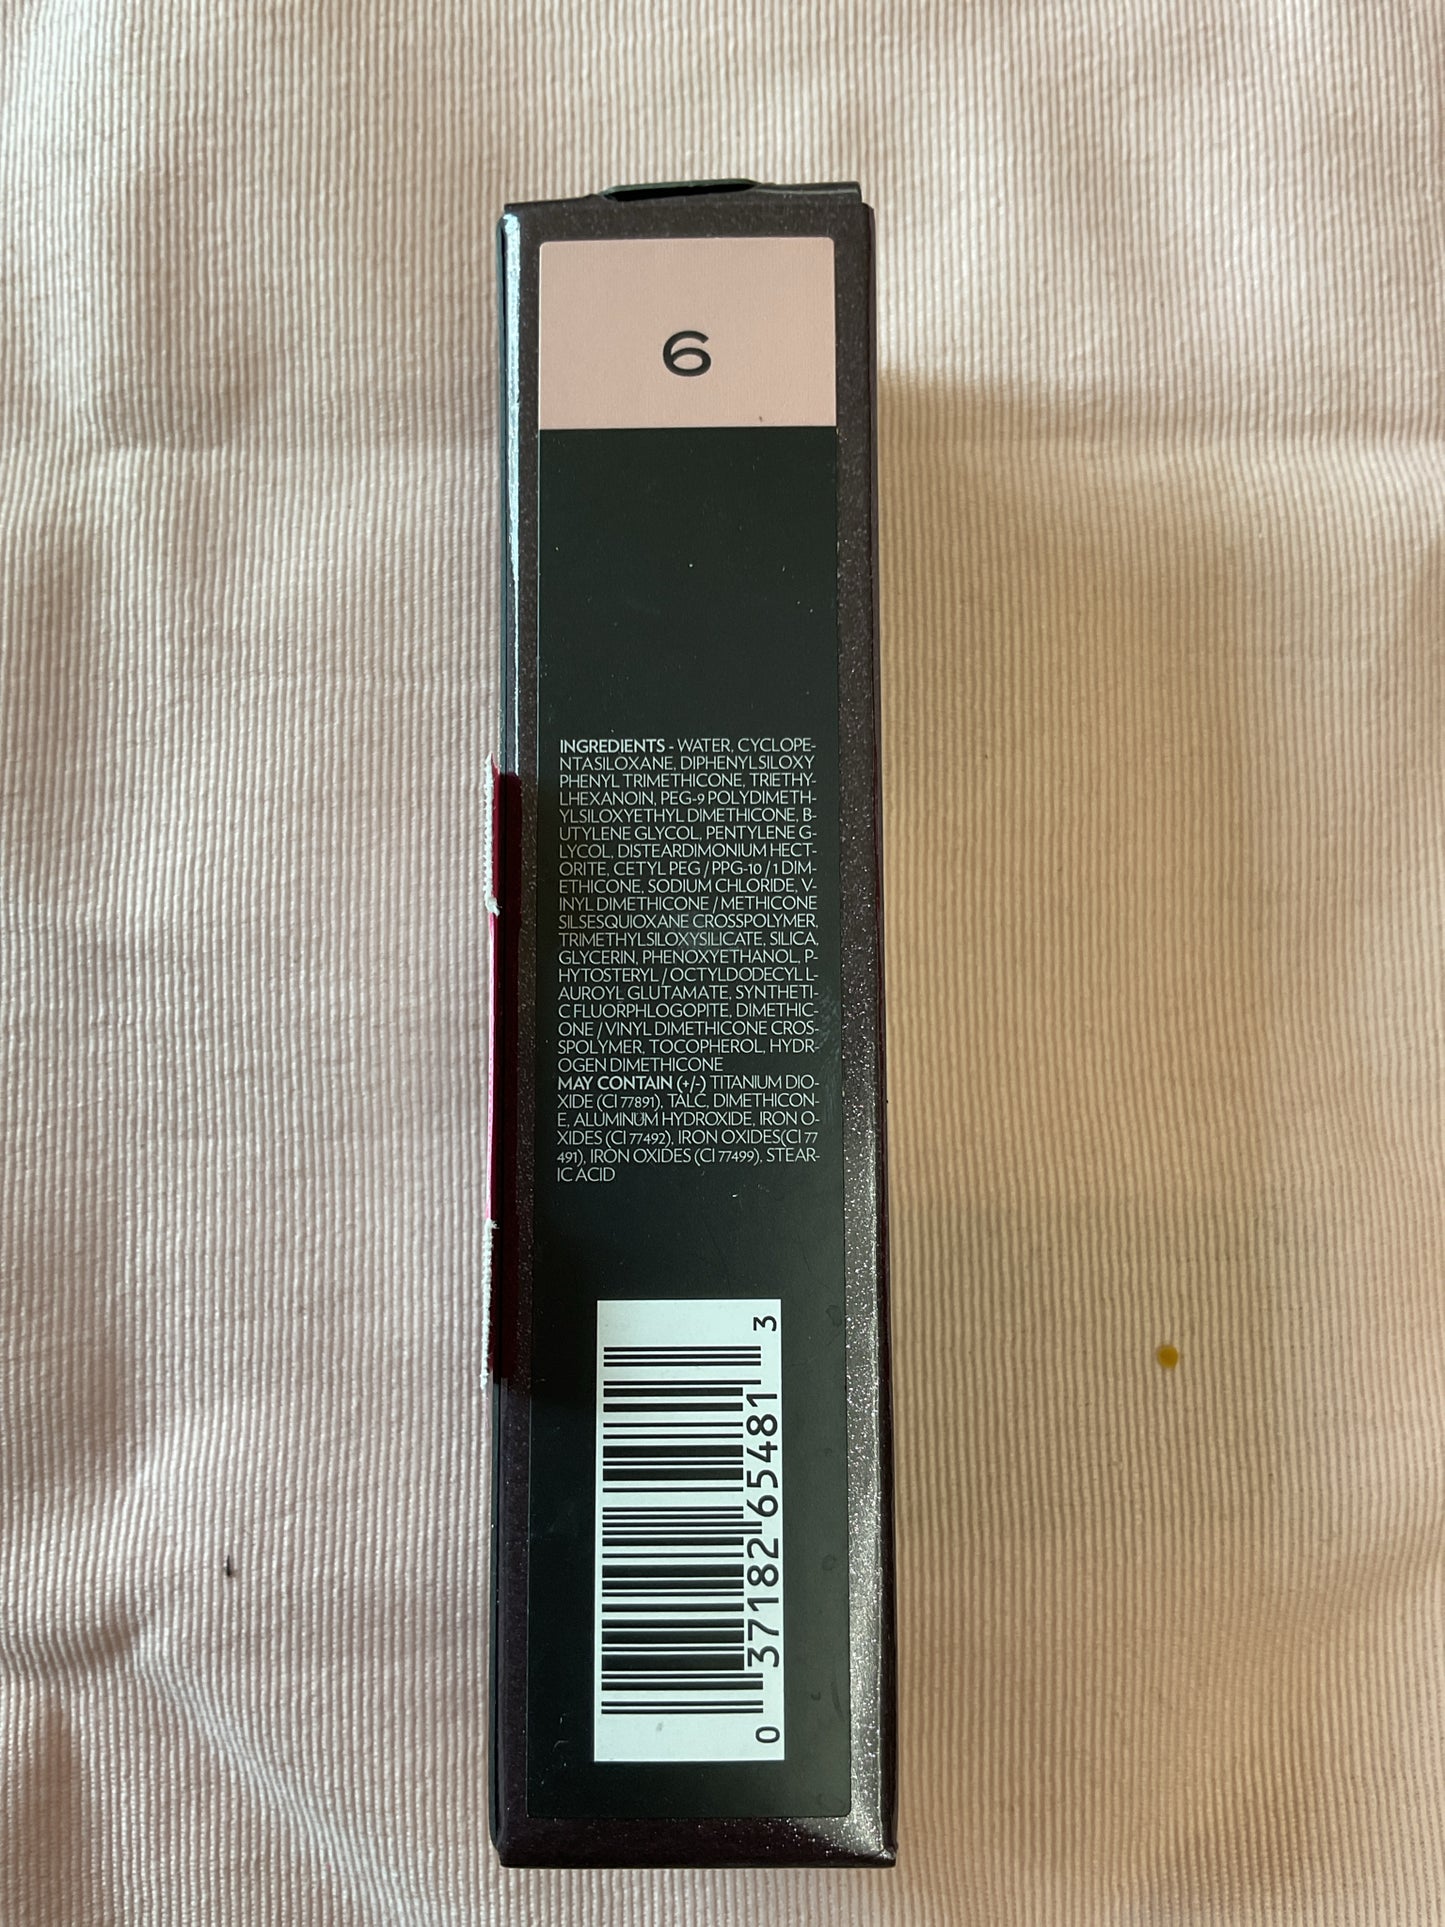 6
INGREDIENTS - WATER, CYCLOPE-
NTASILOXANE, DIPHENYLSILOXY
PHENYL TRIMETHICONE, TRIETHY-
LHEXANOIN, PEG-9 POLYDIMETH-
YLSILOXYETHYL DIMETHICONE, B-
UTYLENE GLYCOL, PENTYLENE G-
LYCOL, DISTEARDIMONIUM HECT-
ORITE, CETYL PEG / PPG-10 / 1 DIM-
ETHICONE, SODIUM CHLORIDE, V-
INYL DIMETHICONE / METHICONE
SILSESQUIOXANE CROSSPOLYMER,
TRIMETHYLSILOXYSILICATE, SILICA,
GLYCERIN, PHENOXYETHANOL, P-
HYTOSTERYL / OCTYLDODECYL L-
AUROYL GLUTAMATE, SYNTHETI-
C FLUORPHLOGOPITE, DIMETHIC-
ONE / VINYL DIMETHICONE CROS-
SPOLYMER, TOCOPHEROL, HYDR-
OGEN DIMETHICONE
MAY CONTAIN (+/-) TITANIUM DIO-
XIDE (CI 77891), TALC, DIMETHICON-
E, ALUMINUM HYDROXIDE, IRON O-
XIDES (CI 77492), IRON OXIDES(CI 77
491), IRON OXIDES (CI 77499), STEAR-
IC ACID
0 37182 65481 3